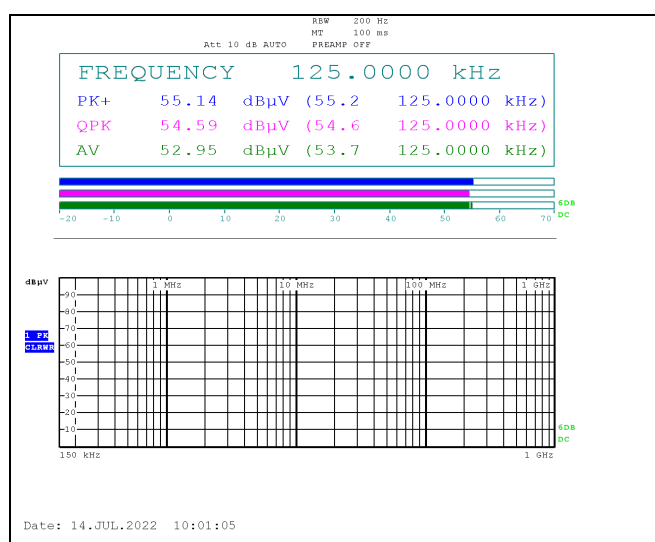 RBW 200 Hz
MT 100 ms
Att 10 dB AUTO PREAMP OFF
FREQUENCY 125.0000 kHz
PK+ 55.14 dBµV (55.2 125.0000 kHz)
QPK 54.59 dBµV (54.6 125.0000 kHz)
AV 52.95 dBµV (53.7 125.0000 kHz)
6DB
-20 -10 0 10 20 30 40 50 60 70 DC
dBµV 1 MHz 10 MHz 100 MHz 1 GHz
90
80
70
1 PK
CLRWR 60
50
40
30
20
10 6DB
DC
150 kHz 1 GHz
Date: 14.JUL.2022 10:01:05